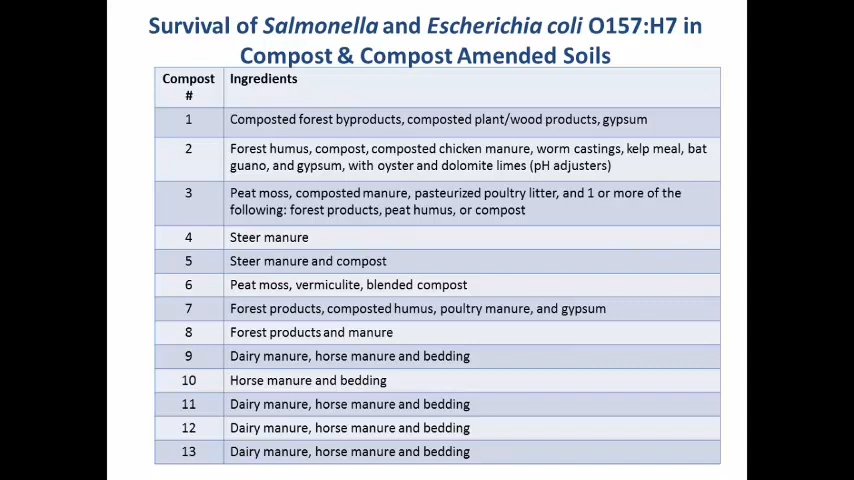 Survival of Salmonella and Escherichia coli O157:H7 in
Compost & Compost Amended Soils
Compost # Ingredients
1 Composted forest byproducts, composted plant/wood products, gypsum
2 Forest humus, compost, composted chicken manure, worm castings, kelp meal, bat
guano, and gypsum, with oyster and dolomite limes (pH adjusters)
3 Peat moss, composted manure, pasteurized poultry litter, and 1 or more of the
following: forest products, peat humus, or compost
4 Steer manure
5 Steer manure and compost
6 Peat moss, vermiculite, blended compost
7 Forest products, composted humus, poultry manure, and gypsum
8 Forest products and manure
9 Dairy manure, horse manure and bedding
10 Horse manure and bedding
11 Dairy manure, horse manure and bedding
12 Dairy manure, horse manure and bedding
13 Dairy manure, horse manure and bedding